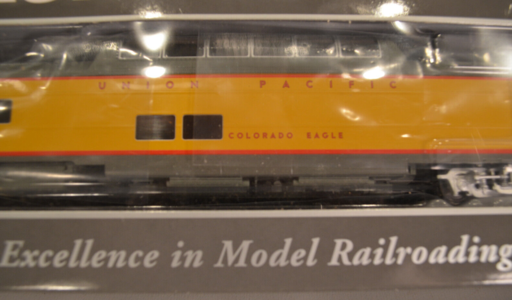 UNION PACIFIC
COLORADO EAGLE
Excellence in Model Railroading